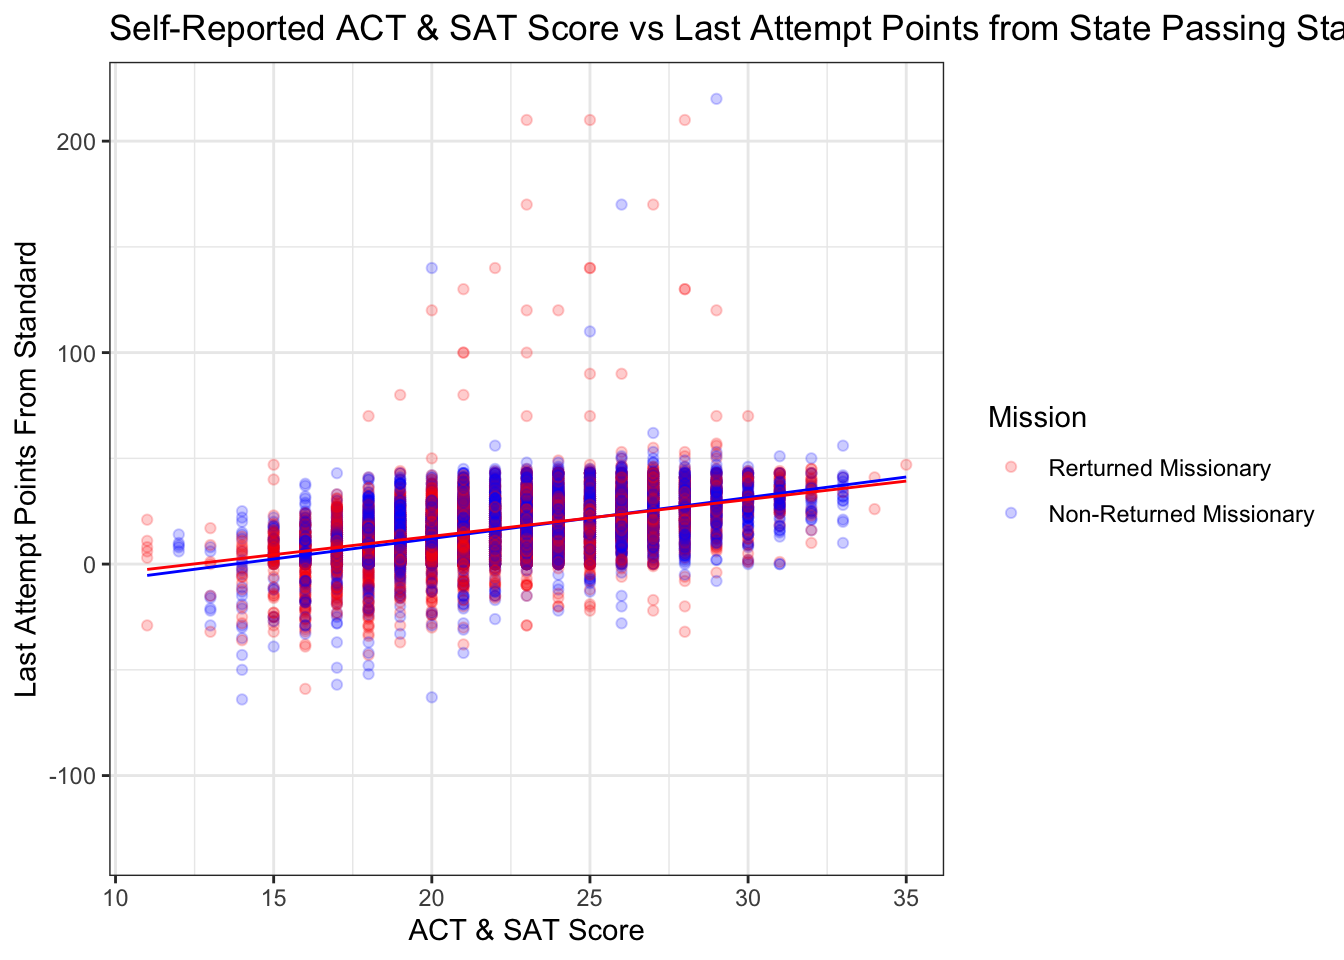 Self-Reported ACT & SAT Score vs Last Attempt Points from State Passing Sta
200
100
0
-100
Last Attempt Points From Standard
10 15 20 25 30 35
ACT & SAT Score
Mission
Rerturned Missionary
Non-Returned Missionary